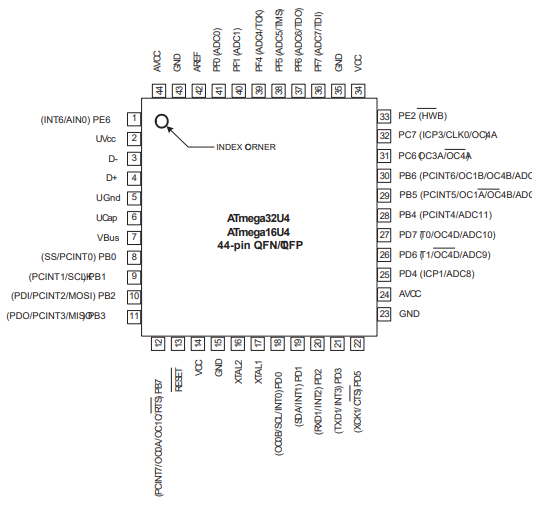 AVCC
GND
AREF
PF0 (ADC0)
PF1 (ADC1)
PF4 (ADC4/TCK)
PF5 (ADC5/TMS)
PF6 (ADC6/TDO)
PF7 (ADC7/TDI)
GND
VCC
44
43
42
41
40
39
38
37
36
35
34
(INT6/AIN0) PE6 1
UVcc 2
D- 3
D+ 4
UGnd 5
UCap 6
VBus 7
(SS/PCINT0) PB0 8
(PCINT1/SCLK) PB1 9
(PDI/PCINT2/MOSI) PB2 10
(PDO/PCINT3/MISO) PB3 11
INDEX CORNER
ATmega32U4
ATmega16U4
44-pin QFN/TQFP
33 PE2 (HWB)
32 PC7 (ICP3/CLK0/OC4A
31 PC6 (OC3A/OC4A)
30 PB6 (PCINT6/OC1B/OC4B/ADC
29 PB5 (PCINT5/OC1A/OC4B/ADC
28 PB4 (PCINT4/ADC11)
27 PD7 (T0/OC4D/ADC10)
26 PD6 (T1/OC4D/ADC9)
25 PD4 (ICP1/ADC8)
24 AVCC
23 GND
12
13
14
15
16
17
18
19
20
21
22
(PCINT7/OC0A/OC1C/RTS) PB7
RESET
VCC
GND
XTAL2
XTAL1
(OC0B/SCL/INT0) PD0
(SDA/INT1) PD1
(RXD1/INT2) PD2
(TXD1/INT3) PD3
(XCK1/CTS) PD5